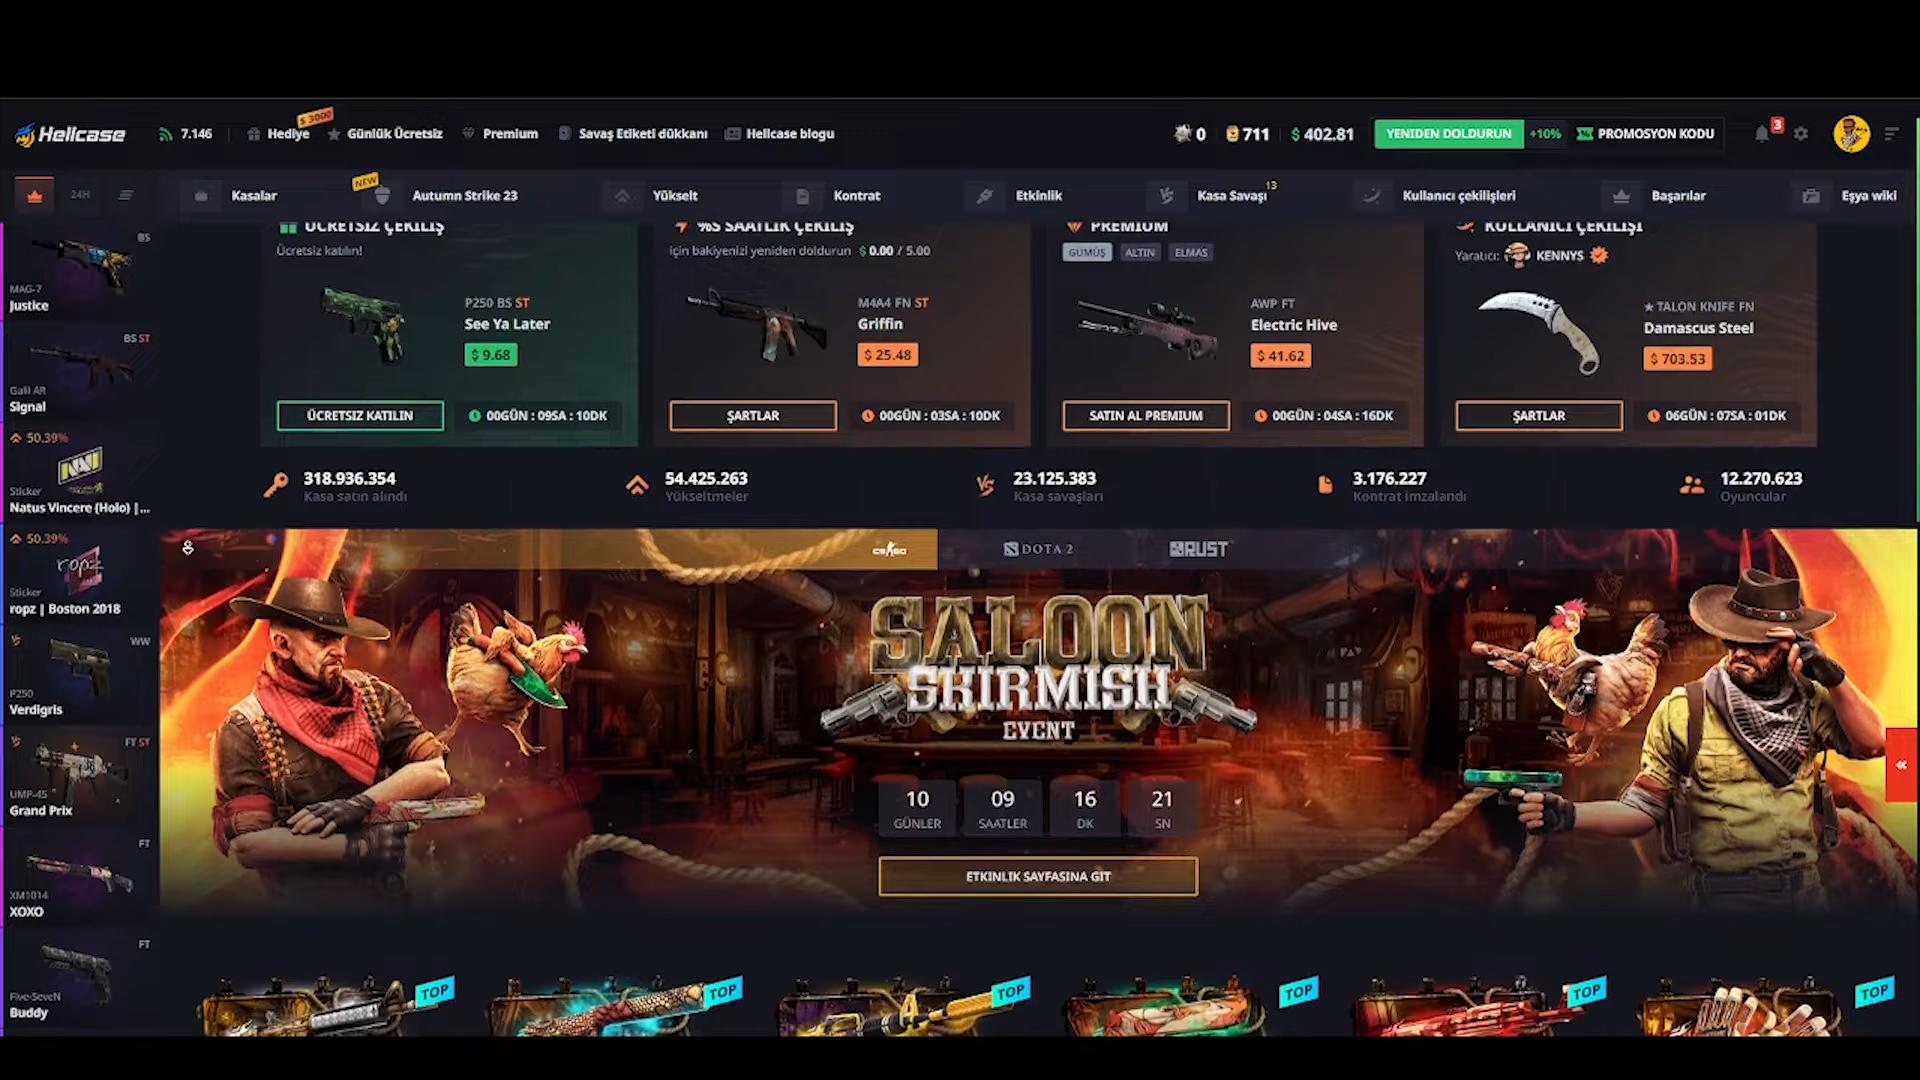 Hellcase
7.146
Hediye
$ 3000
Günlük Ücretsiz
Premium
Savaş Etiketi dükkanı
Hellcase blogu
0
711
$ 402.81
YENİDEN DOLDURUN
+10%
PROMOSYON KODU
3
24H
Kasalar
NEW
Autumn Strike 23
Yükselt
Kontrat
Etkinlik
Kasa Savaşı
13
Kullanıcı çekilişleri
Başarılar
Eşya wiki
BS
MAG-7
Justice
BS ST
Galil AR
Signal
50.39%
Sticker
Natus Vincere (Holo) |...
50.39%
Sticker
ropz | Boston 2018
WW
P250
Verdigris
FT ST
UMP-45
Grand Prix
FT
XM1014
XOXO
FT
Five-SeveN
Buddy
ÜCRETSİZ ÇEKİLİŞ
Ücretsiz katılın!
P250 BS ST
See Ya Later
$ 9.68
ÜCRETSIZ KATILIN
00GÜN : 09SA : 10DK
%S SAATLİK ÇEKİLİŞ
için bakiyenizi yeniden doldurun $ 0.00 / 5.00
M4A4 FN ST
Griffin
$ 25.48
ŞARTLAR
00GÜN : 03SA : 10DK
PREMIUM
GÜMÜŞ
ALTIN
ELMAS
AWP FT
Electric Hive
$ 41.62
SATIN AL PREMIUM
00GÜN : 04SA : 16DK
KULLANICI ÇEKİLİŞİ
Yaratıcı:
KENNYS
★ TALON KNIFE FN
Damascus Steel
$ 703.53
ŞARTLAR
06GÜN : 07SA : 01DK
318.936.354
Kasa satın alındı
54.425.263
Yükseltmeler
23.125.383
Kasa savaşları
3.176.227
Kontrat imzalandı
12.270.623
Oyuncular
CS GO
DOTA 2
RUST
SALOON
SKIRMISH
EVENT
10
GÜNLER
09
SAATLER
16
DK
21
SN
ETKINLIK SAYFASINA GIT
TOP
TOP
TOP
TOP
TOP
TOP